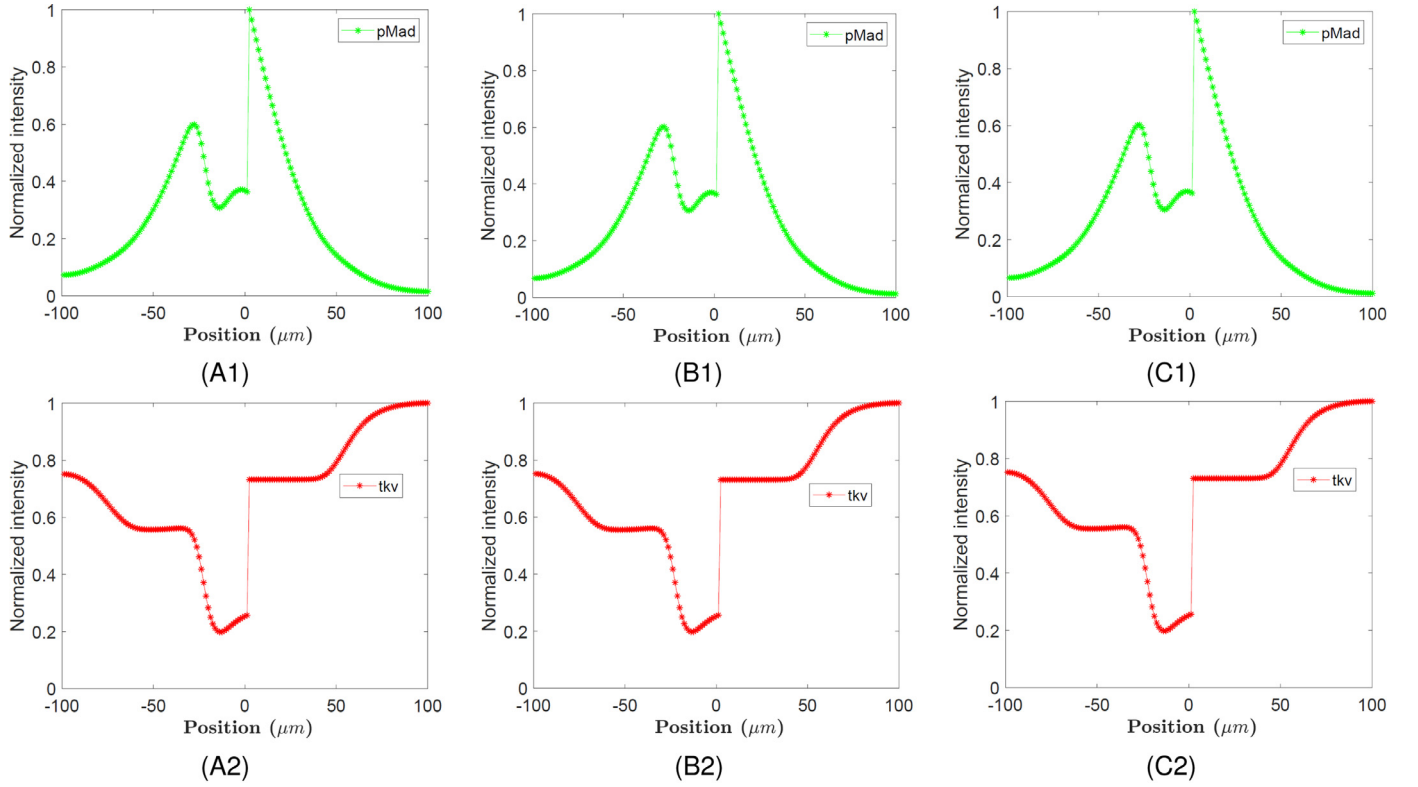 Normalized intensity
1
0.8
0.6
0.4
0.2
0
-100 -50 0 50 100
Position (μm)
pMad
(A1)
Normalized intensity
1
0.8
0.6
0.4
0.2
0
-100 -50 0 50 100
Position (μm)
pMad
(B1)
Normalized intensity
1
0.8
0.6
0.4
0.2
0
-100 -50 0 50 100
Position (μm)
pMad
(C1)
Normalized intensity
1
0.8
0.6
0.4
0.2
0
-100 -50 0 50 100
Position (μm)
tkv
(A2)
Normalized intensity
1
0.8
0.6
0.4
0.2
0
-100 -50 0 50 100
Position (μm)
tkv
(B2)
Normalized intensity
1
0.8
0.6
0.4
0.2
0
-100 -50 0 50 100
Position (μm)
tkv
(C2)